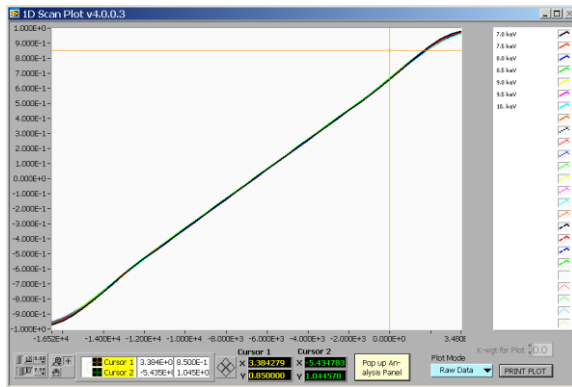 1D Scan Plot v4.0.0.3
1.000E+0
9.000E-1
8.000E-1
7.000E-1
6.000E-1
5.000E-1
4.000E-1
3.000E-1
2.000E-1
1.000E-1
0.000E+0
-1.000E-1
-2.000E-1
-3.000E-1
-4.000E-1
-5.000E-1
-6.000E-1
-7.000E-1
-8.000E-1
-9.000E-1
-1.000E+0
-1.652E+4 -1.400E+4 -1.200E+4 -1.000E+4 -8.000E+3 -6.000E+3 -4.000E+3 -2.000E+3 0.000E+0 3.480E
7.0 keV
7.5 keV
8.0 keV
8.5 keV
9.0 keV
9.5 keV
10. keV
Cursor 1 3.384E+0 8.500E-1
Cursor 2 -5.435E+ 1.045E+0
Cursor 1 Cursor 2
X 3.384279 X -5.434783
Y 0.850000 Y 1.044578
Pop up An-
alysis Panel
Plot Mode
Raw Data
K-wgt for Plot 0.0
PRINT PLOT